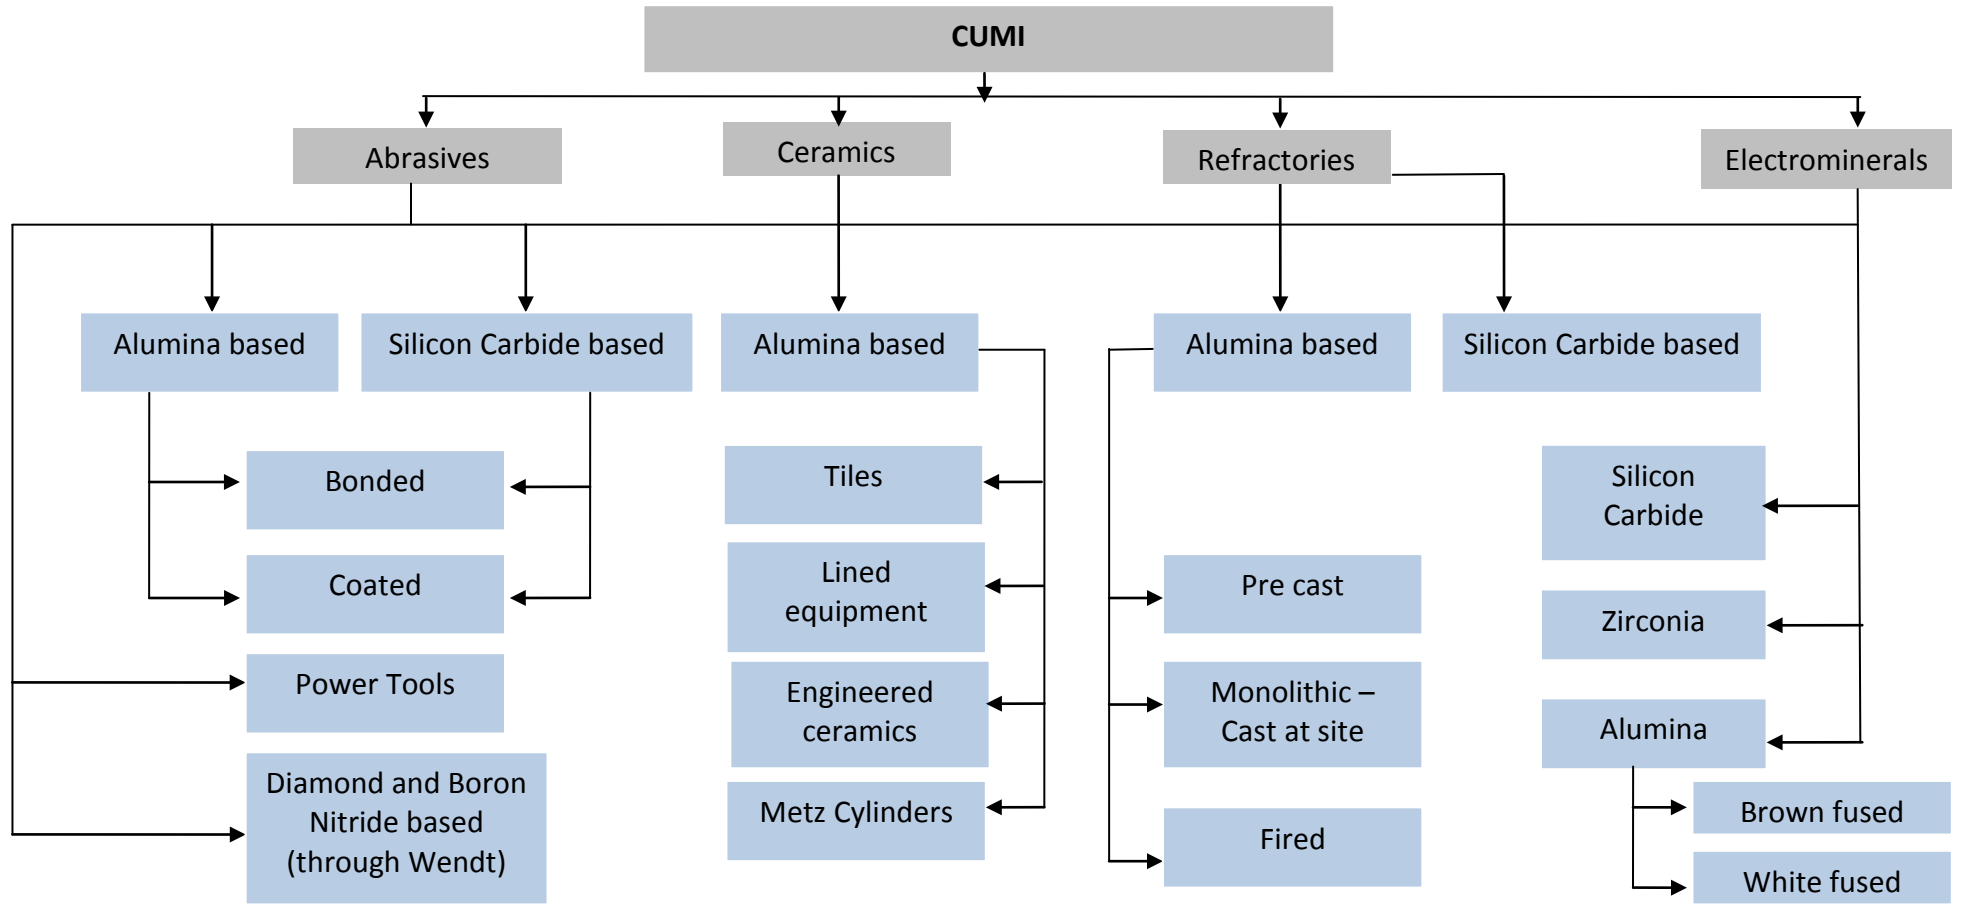 CUMI
Abrasives
Ceramics
Refractories
Electrominerals
Alumina based
Silicon Carbide based
Alumina based
Alumina based
Silicon Carbide based
Bonded
Coated
Power Tools
Diamond and Boron
Nitride based
(through Wendt)
Tiles
Lined
equipment
Engineered
ceramics
Metz Cylinders
Pre cast
Monolithic –
Cast at site
Fired
Silicon
Carbide
Zirconia
Alumina
Brown fused
White fused